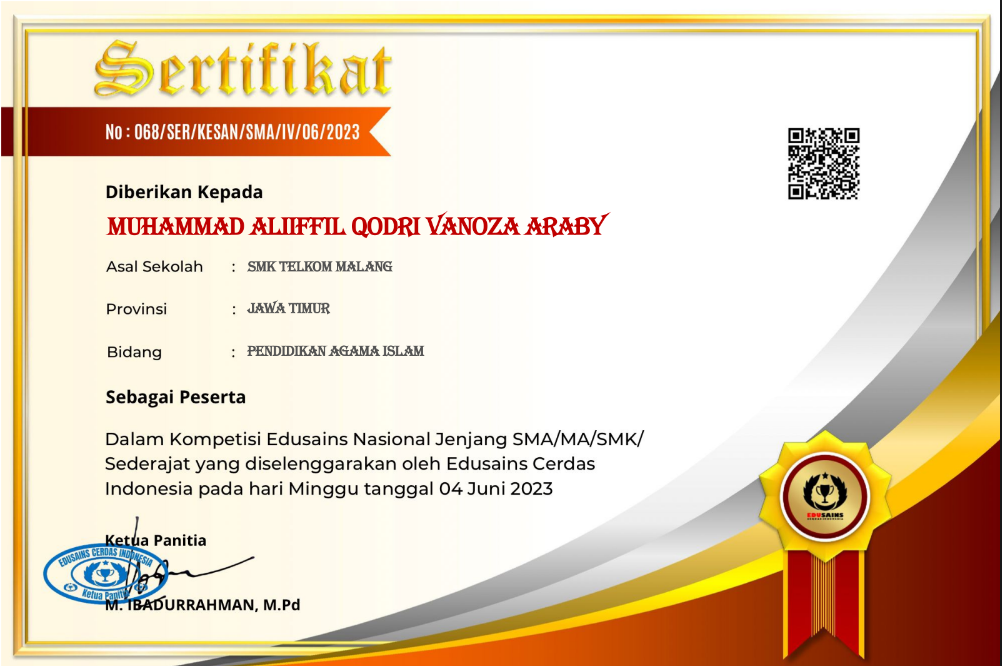 Sertifikat
No : 068/SER/KESAN/SMA/IV/06/2023
Diberikan Kepada
MUHAMMAD ALIIFFIL QODRI VANOZA ARABY
Asal Sekolah : SMK TELKOM MALANG
Provinsi : JAWA TIMUR
Bidang : PENDIDIKAN AGAMA ISLAM
Sebagai Peserta
Dalam Kompetisi Edusains Nasional Jenjang SMA/MA/SMK/
Sederajat yang diselenggarakan oleh Edusains Cerdas
Indonesia pada hari Minggu tanggal 04 Juni 2023
EDUSAINS
Ketua Panitia
EDUSAINS CERDAS INDONESIA
Ketua Panitia
M. IBADURRAHMAN, M.Pd